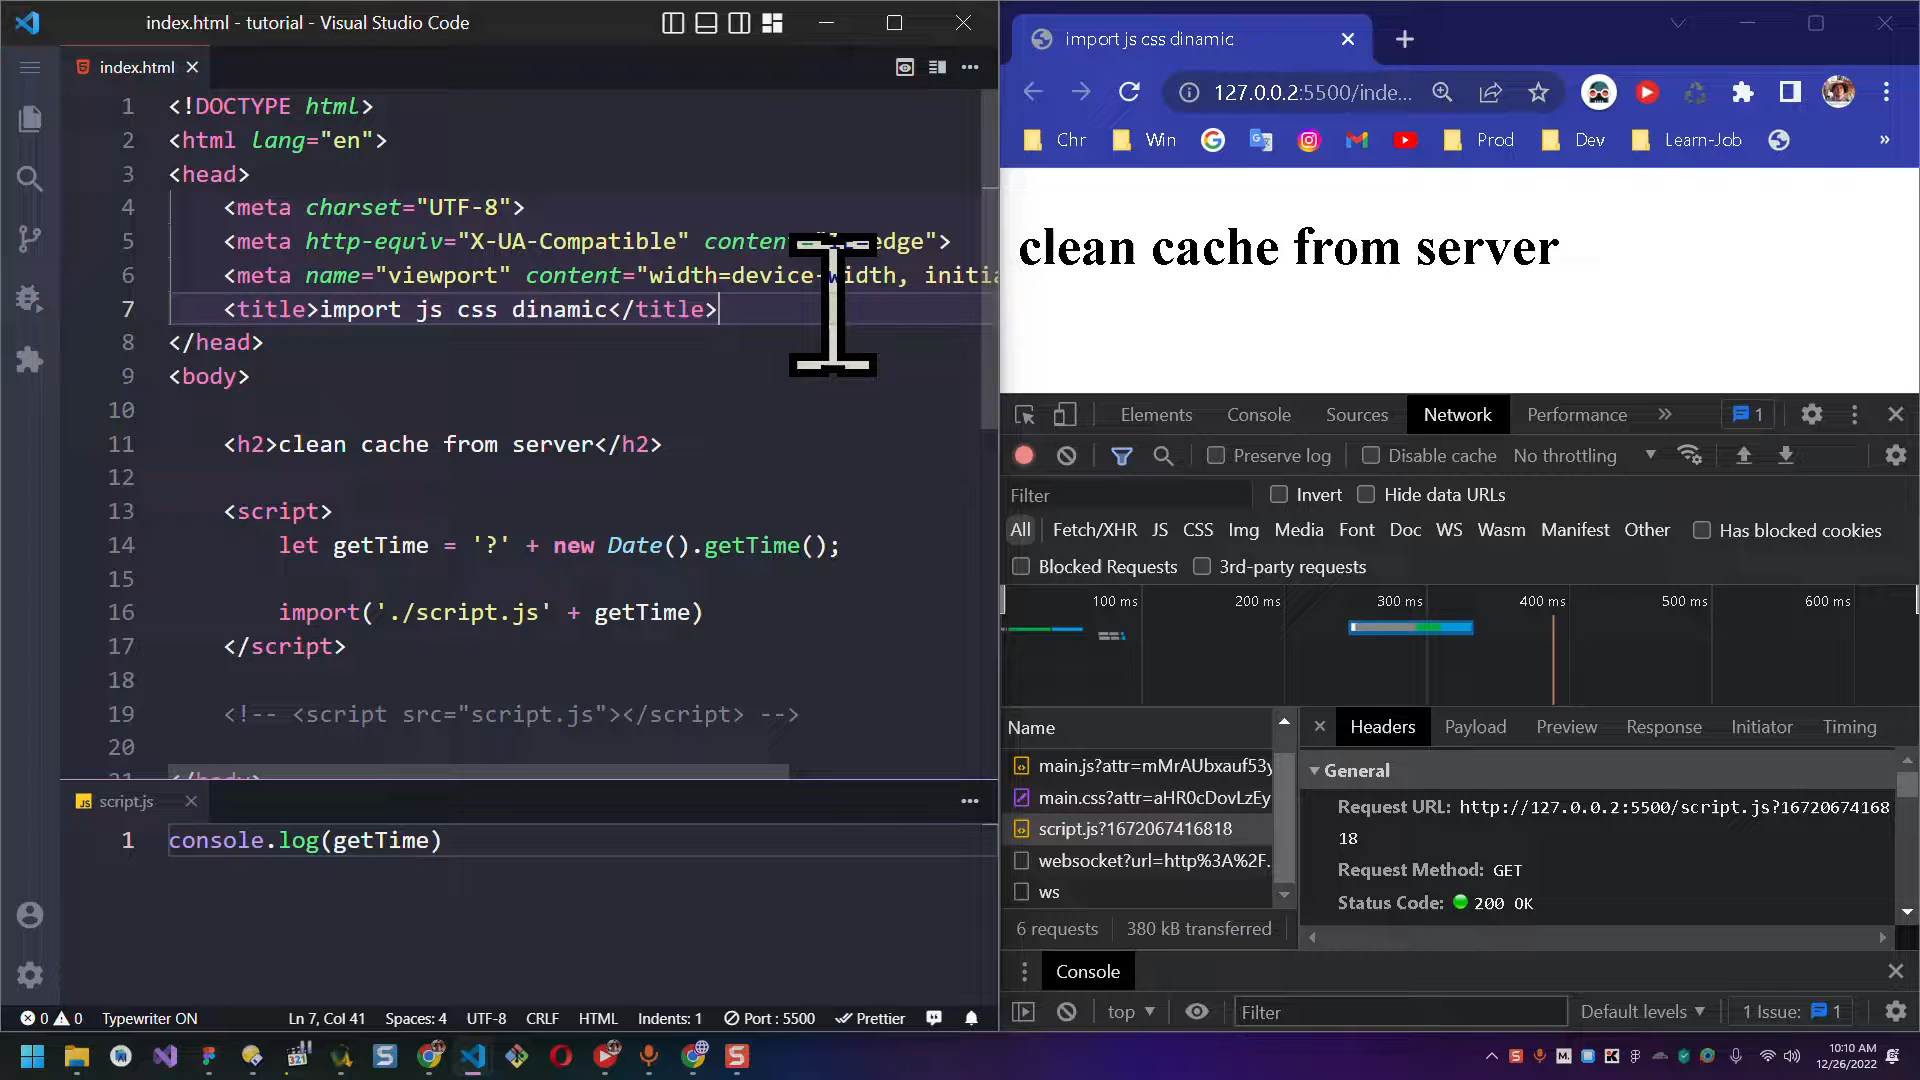 index.html - tutorial - Visual Studio Code
index.html
1 <!DOCTYPE html>
2 <html lang="en">
3 <head>
4 <meta charset="UTF-8">
5 <meta http-equiv="X-UA-Compatible" content= edge">
6 <meta name="viewport" content="width=device-width, initia
7 <title>import js css dinamic</title>
8 </head>
9 <body>
10
11 <h2>clean cache from server</h2>
12
13 <script>
14 let getTime = '?' + new Date().getTime();
15
16 import('./script.js' + getTime)
17 </script>
18
19 <!-- <script src="script.js"></script> -->
20
21 </body>
JS script.js
1 console.log(getTime)
0 0 Typewriter ON Ln 7, Col 41 Spaces: 4 UTF-8 CRLF HTML Indents: 1 Port : 5500 Prettier
import js css dinamic
127.0.0.2:5500/inde...
Chr Win Prod Dev Learn-Job »
clean cache from server
Elements Console Sources Network Performance » 1
Preserve log Disable cache No throttling
Filter Invert Hide data URLs
All Fetch/XHR JS CSS Img Media Font Doc WS Wasm Manifest Other Has blocked cookies
Blocked Requests 3rd-party requests
100 ms 200 ms 300 ms 400 ms 500 ms 600 ms
Name
main.js?attr=mMrAUbxauf53y
main.css?attr=aHR0cDovLzEy
script.js?1672067416818
websocket?url=http%3A%2F.
ws
6 requests 380 kB transferred
Headers Payload Preview Response Initiator Timing
General
Request URL: http://127.0.0.2:5500/script.js?16720674168
18
Request Method: GET
Status Code: 200 OK
Console
top Filter Default levels 1 Issue: 1
10:10 AM
12/26/2022